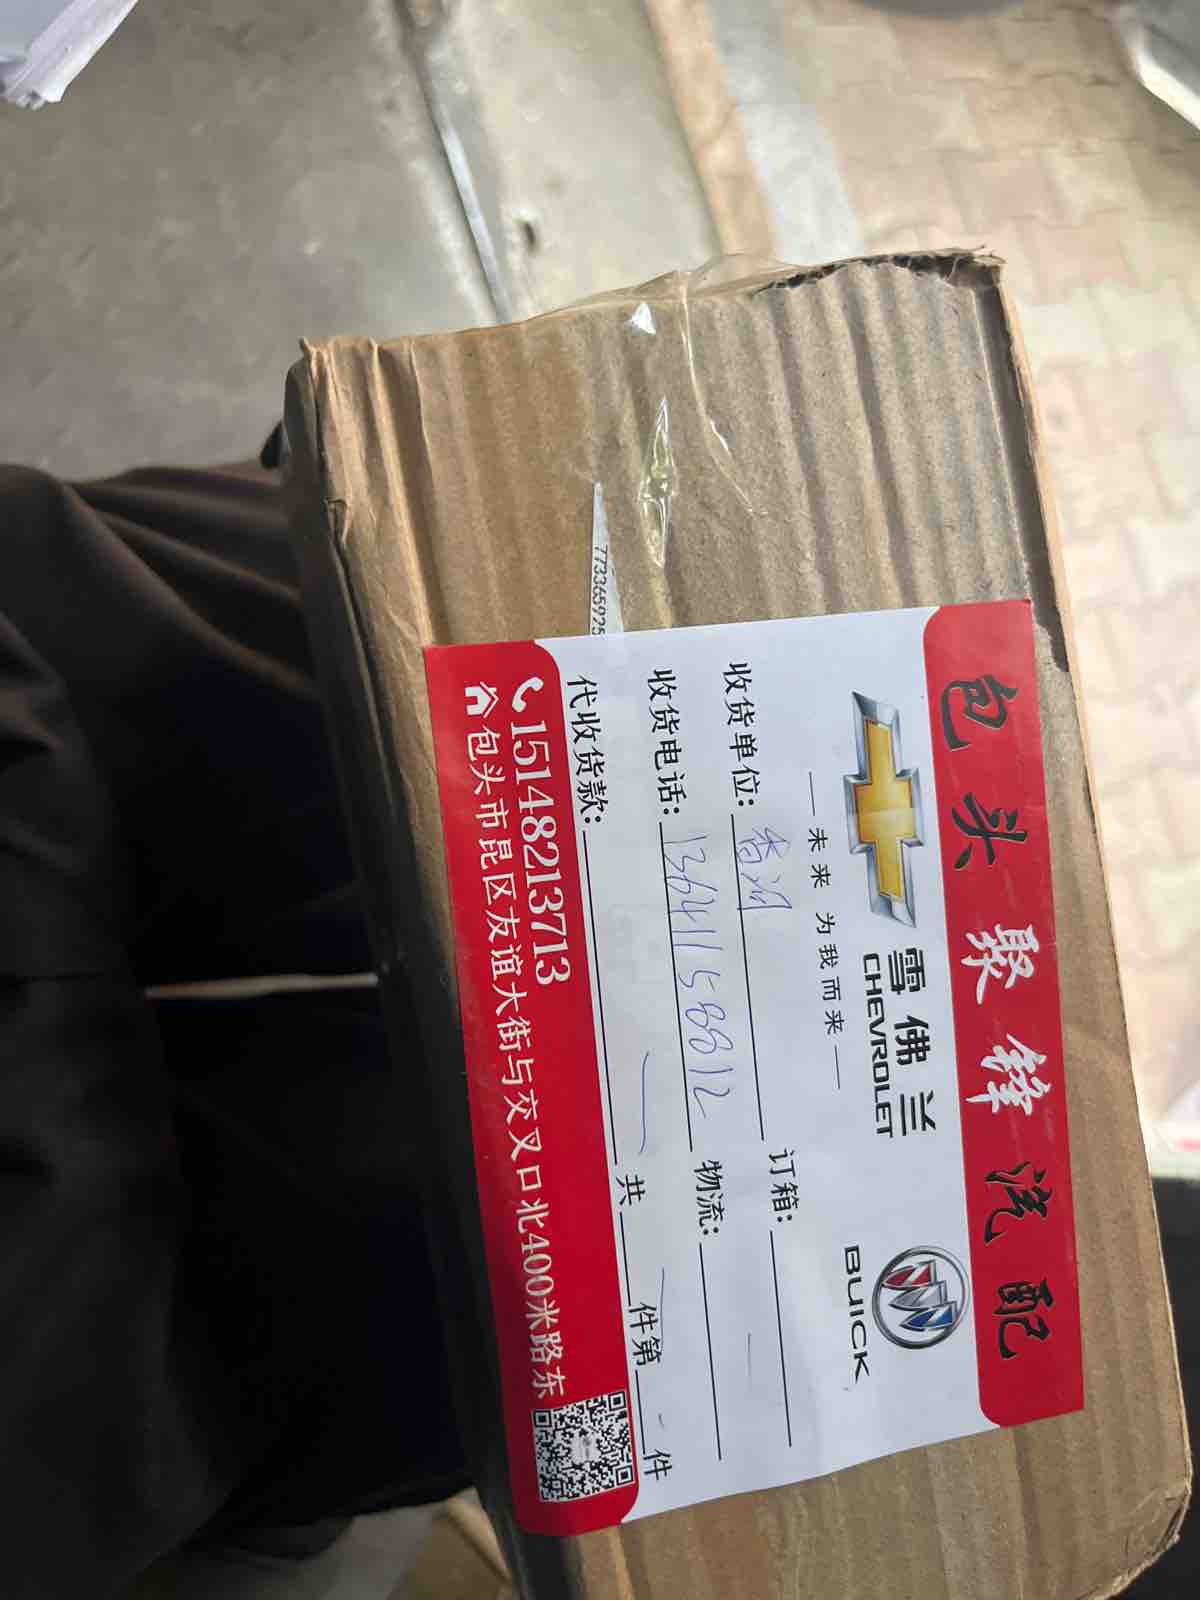 包头聚锋汽配
雪佛兰
CHEVROLET
BUICK
—未来 为我而来—
收货单位: 订箱:
收货电话: 13641158812 物流:
代收货款: 共 件第 件
15148213713
包头市昆区友谊大街与交叉口北400米路东
773365925